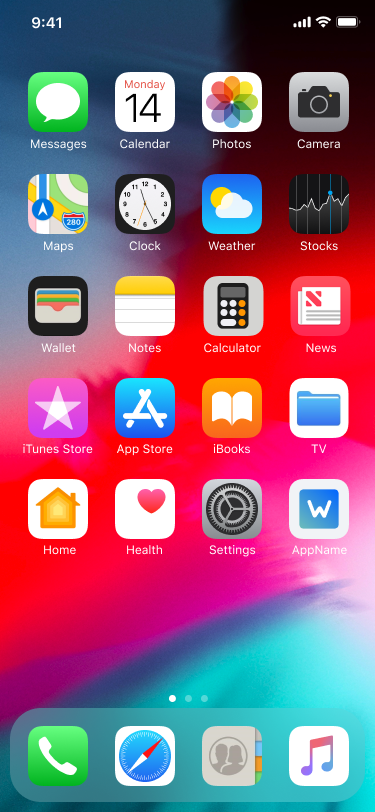 9:41
Monday
14
Messages
Calendar
Photos
Camera
280
12
Maps
Clock
Weather
Stocks
Wallet
Notes
Calculator
News
iTunes Store
App Store
iBooks
TV
W
Home
Health
Settings
AppName